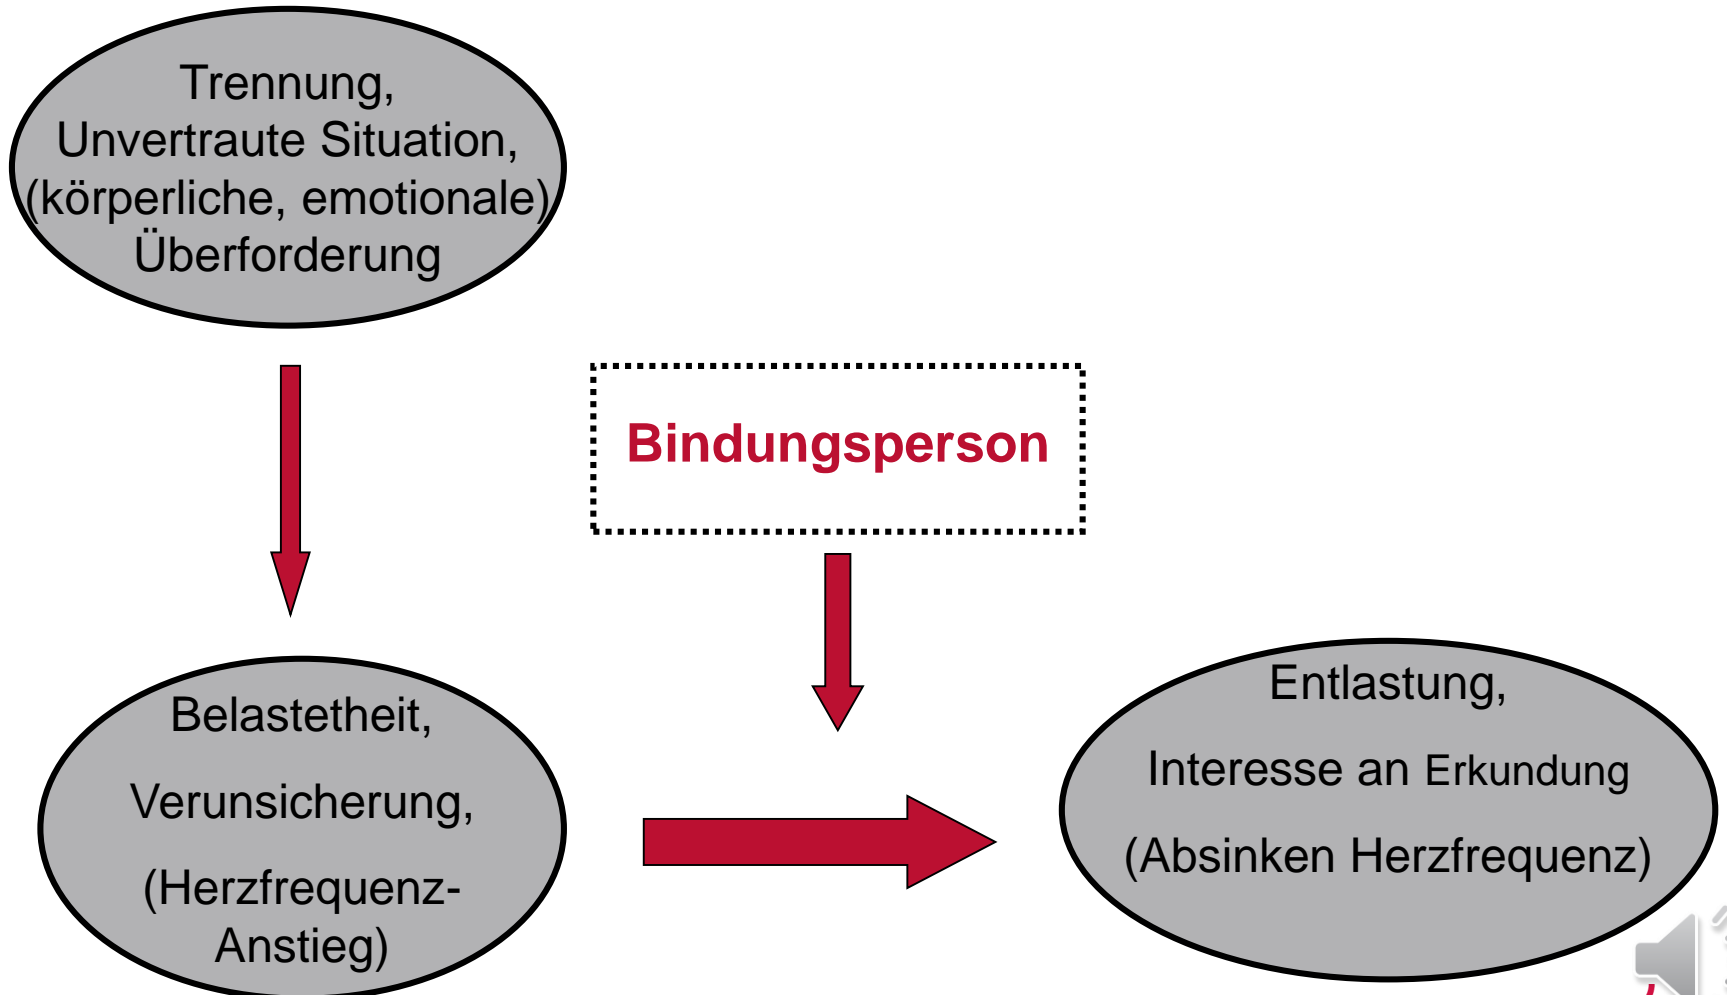 Trennung,
Unvertraute Situation,
(körperliche, emotionale)
Überforderung
Bindungsperson
Belastetheit,
Verunsicherung,
(Herzfrequenz-
Anstieg)
Entlastung,
Interesse an Erkundung
(Absinken Herzfrequenz)